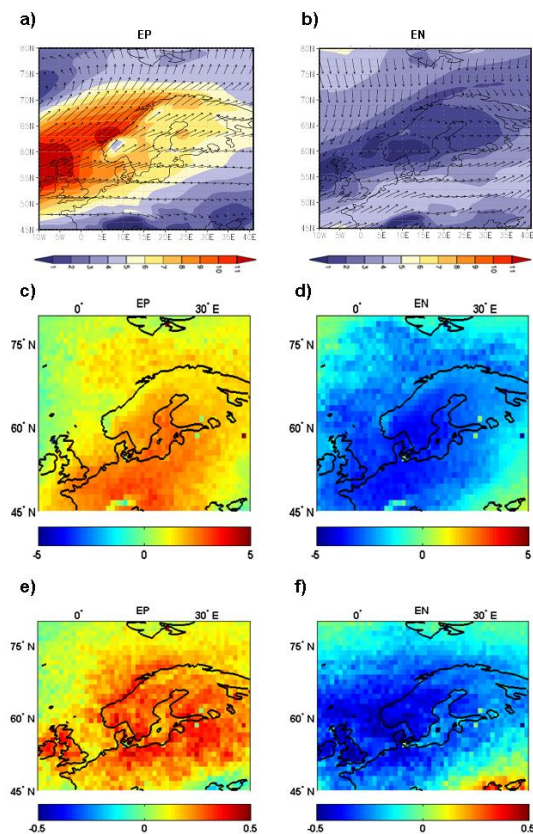 a) b)
EP EN
80N 80N
75N 75N
70N 70N
65N 65N
60N 60N
55N 55N
50N 50N
45N 45N
10W 5W 0 5E 10E 15E 20E 25E 30E 35E 40E 10W 5W 0 5E 10E 15E 20E 25E 30E 35E 40E
1 2 3 4 5 6 7 8 9 10 11 1 2 3 4 5 6 7 8 9 10 11
c) EP d) EN
0° 30° E 0° 30° E
75° N 75° N
60° N 60° N
45° N 45° N
-5 0 5 -5 0 5
e) EP f) EN
0° 30° E 0° 30° E
75° N 75° N
60° N 60° N
45° N 45° N
-0.5 0 0.5 -0.5 0 0.5